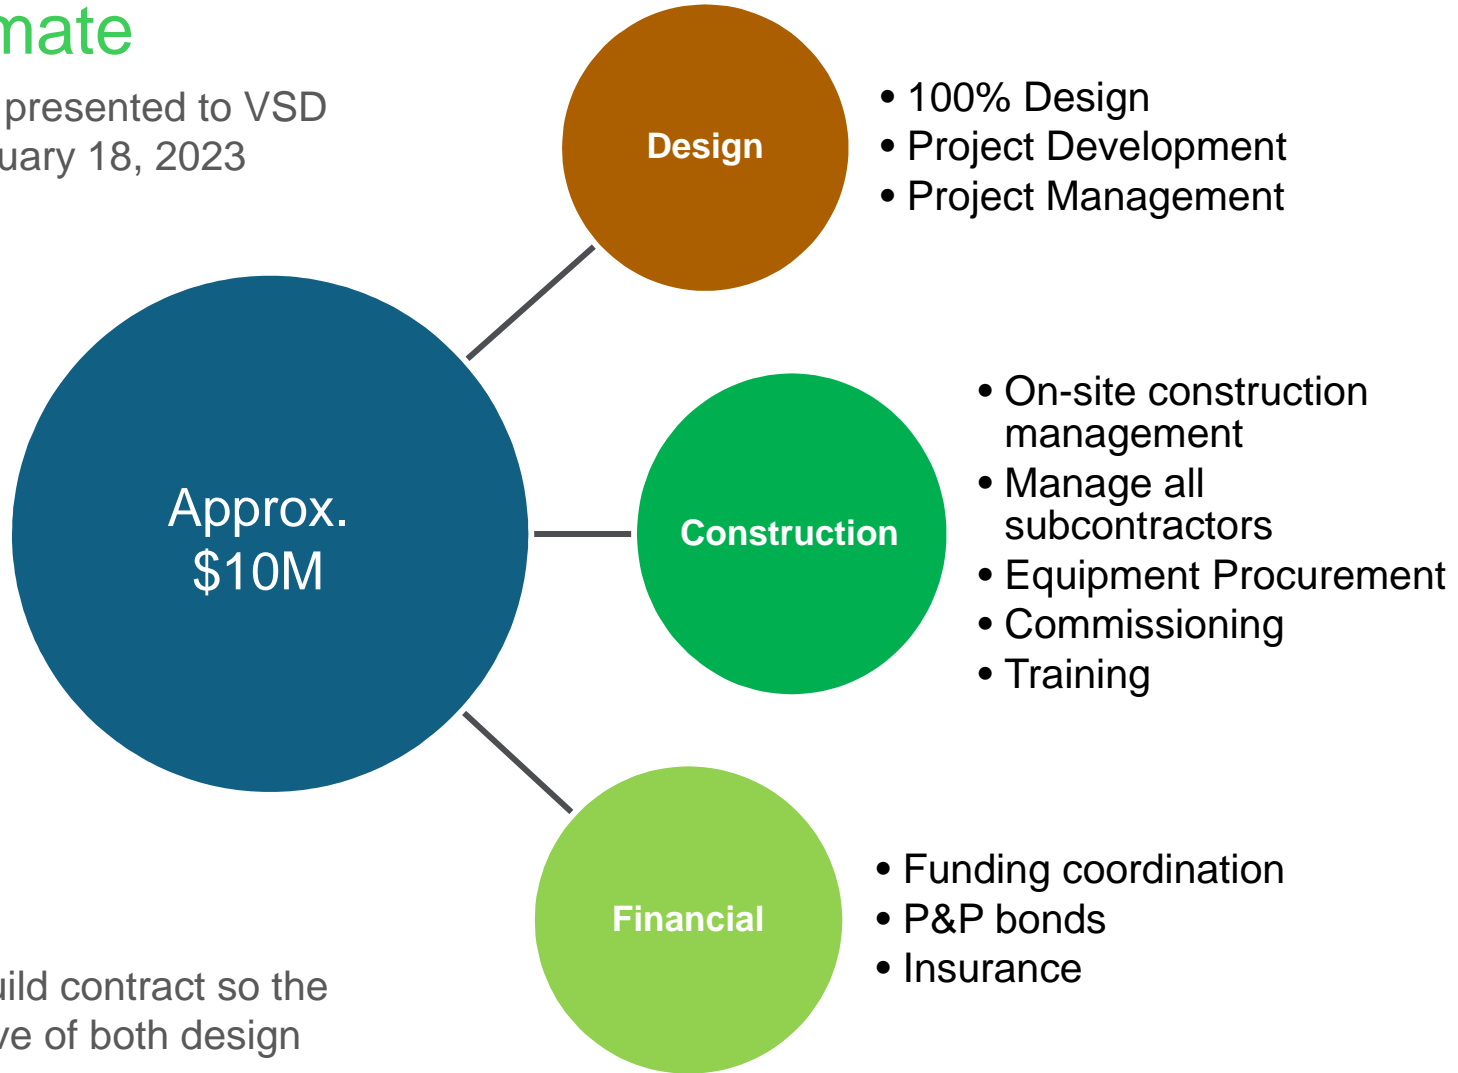 mate
presented to VSD
uary 18, 2023
Design
• 100% Design
• Project Development
• Project Management
Approx.
$10M
Construction
• On-site construction
management
• Manage all
subcontractors
• Equipment Procurement
• Commissioning
• Training
Financial
• Funding coordination
• P&P bonds
• Insurance
uild contract so the
ve of both design